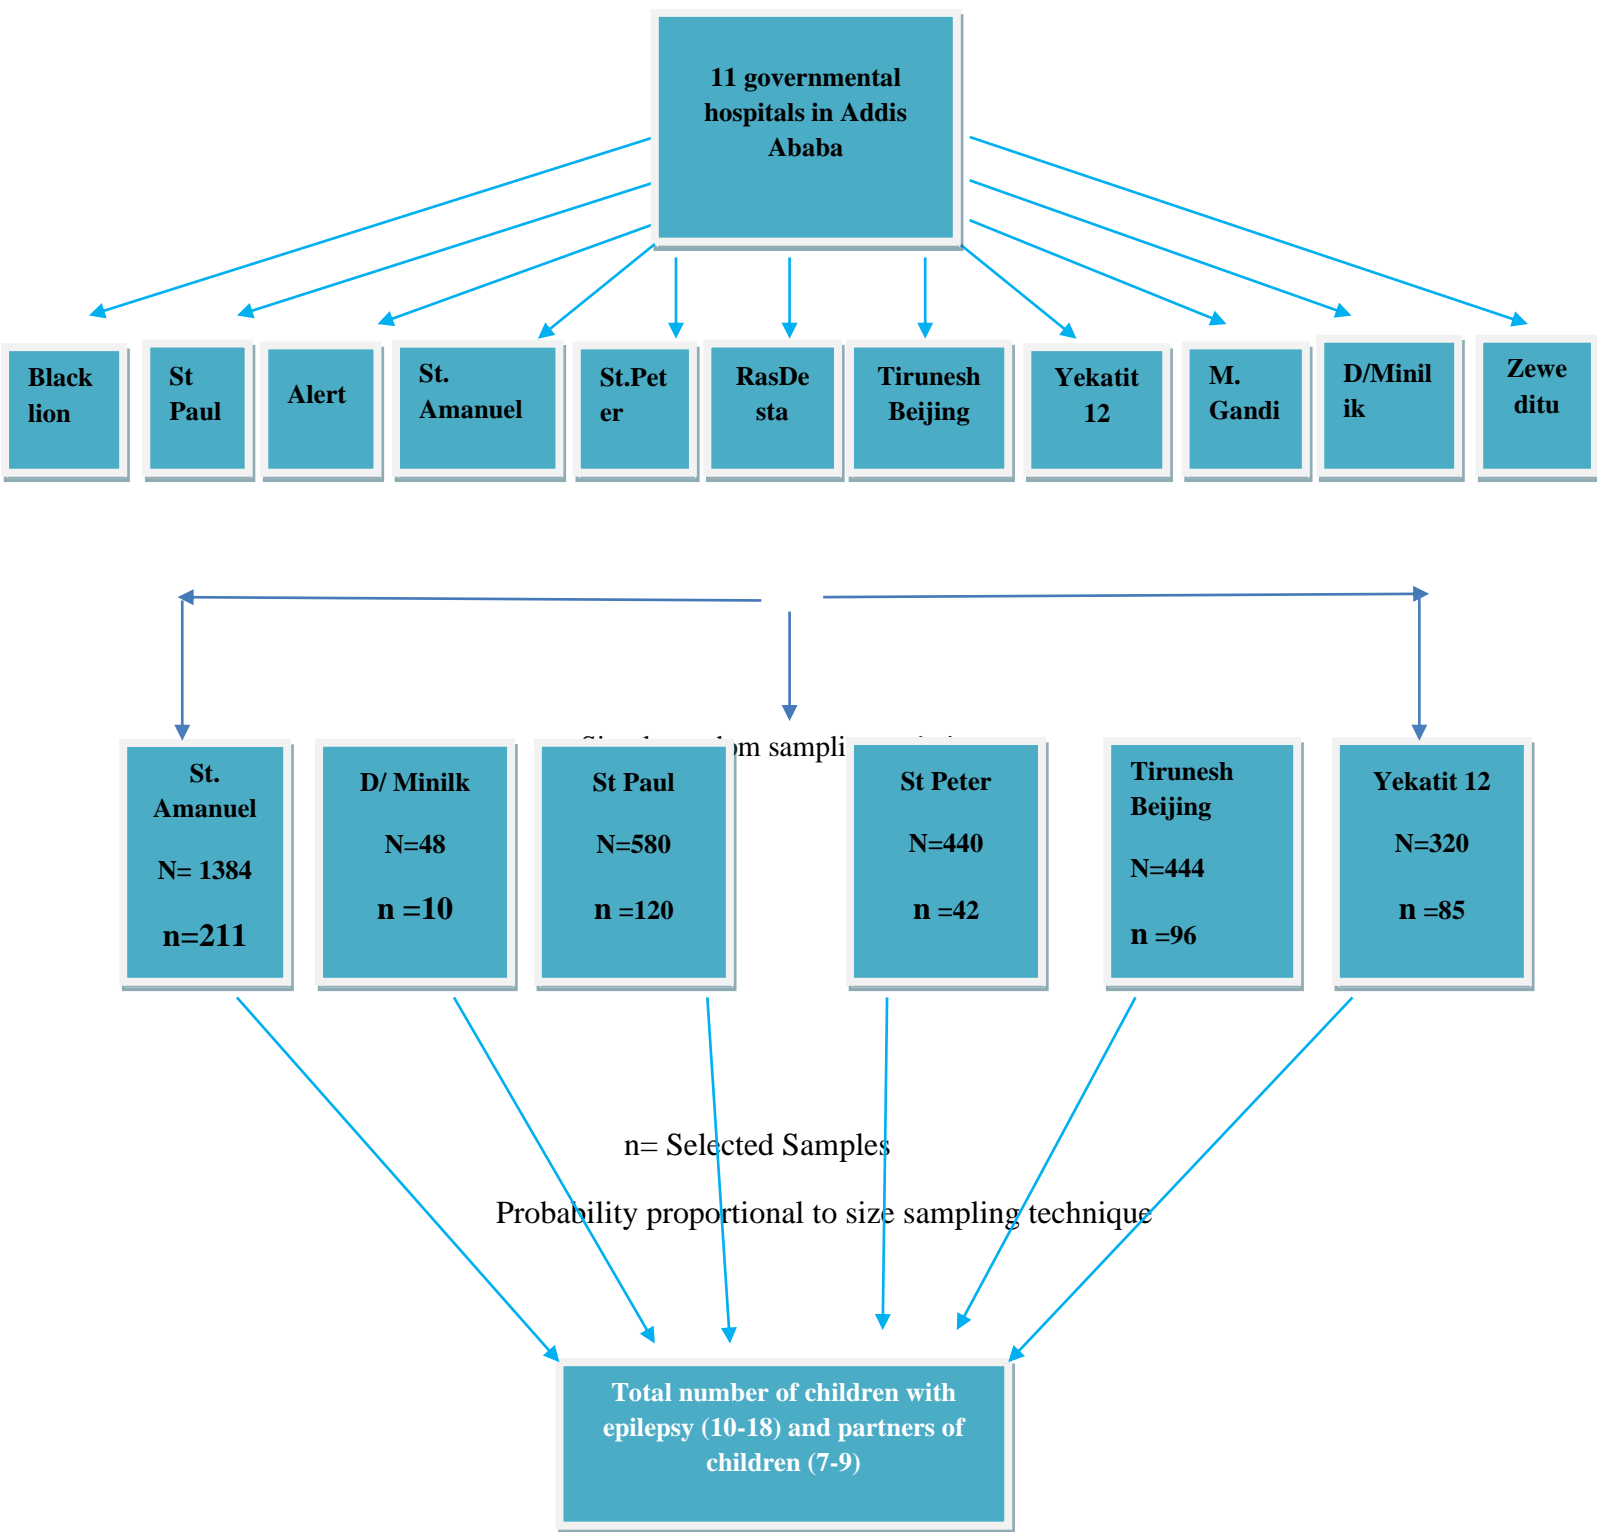 11 governmental
hospitals in Addis
Ababa
Black
lion
St
Paul
Alert
St.
Amanuel
St.Pet
er
RasDe
sta
Tirunesh
Beijing
Yekatit
12
M.
Gandi
D/Minil
ik
Zewe
ditu
St.
Amanuel
N= 1384
n=211
D/ Minilk
N=48
n =10
St Paul
N=580
n =120
St Peter
N=440
n =42
Tirunesh
Beijing
N=444
n =96
Yekatit 12
N=320
n =85
n= Selected Samples
Probability proportional to size sampling technique
Total number of children with
epilepsy (10-18) and partners of
children (7-9)